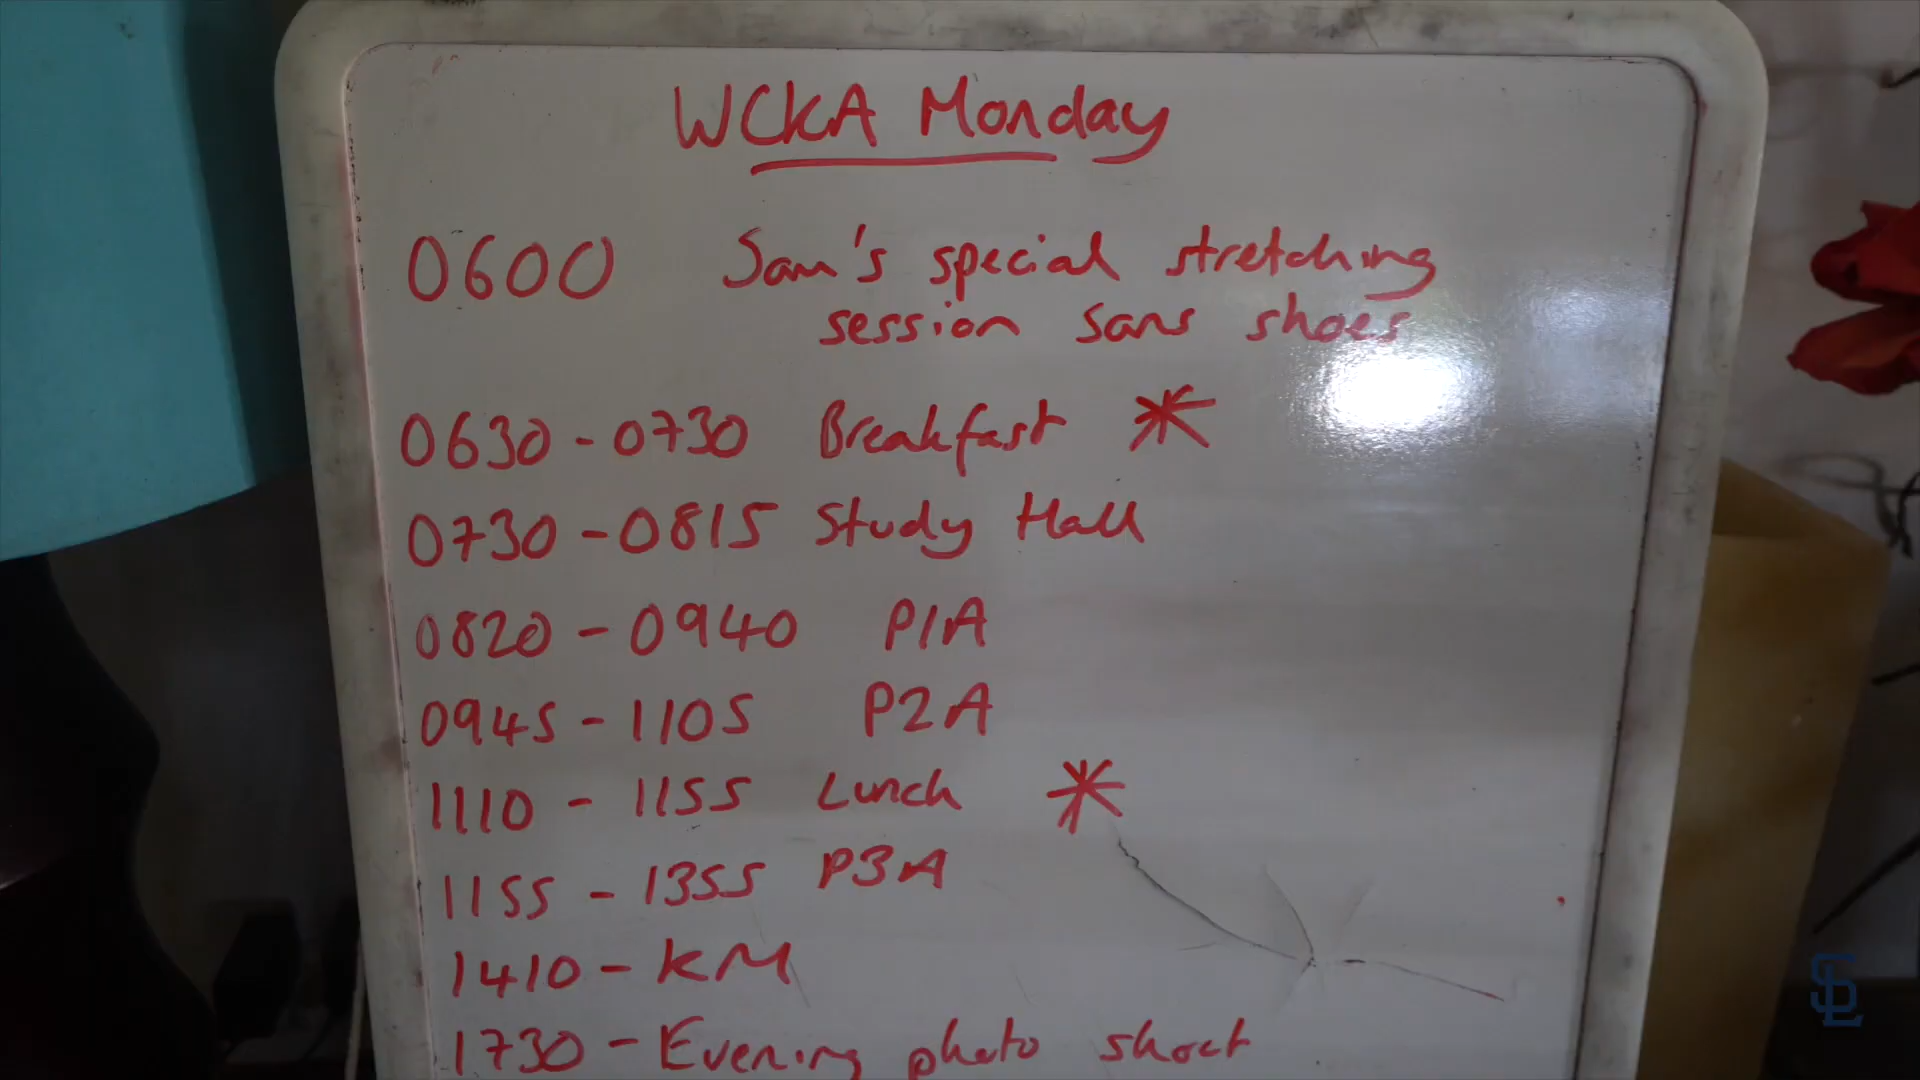 WCKA Monday
0600 Sam's special stretching
session sans shoes
0630 - 0730 Breakfast *
0730 - 0815 Study Hall
0820 - 0940 P1A
0945 - 1105 P2A
1110 - 1155 Lunch *
1155 - 1355 P3A
1410 - KM
1730 - Evening photo shoot